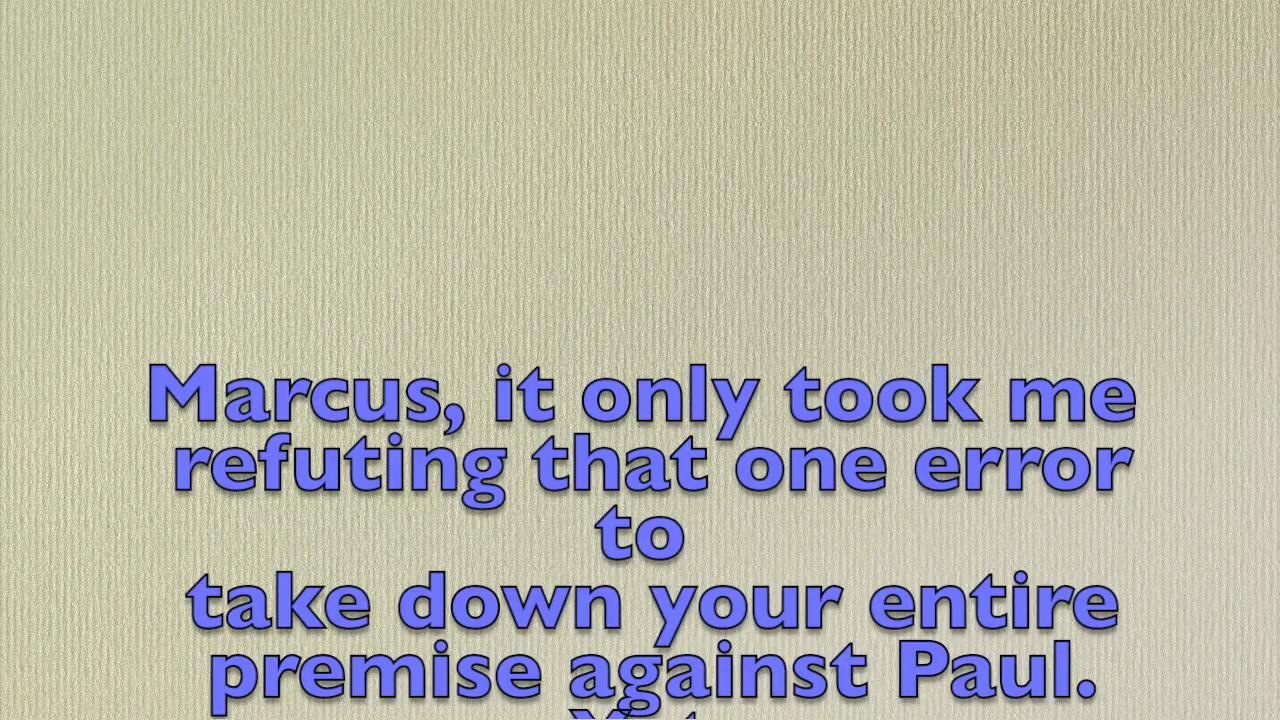 Marcus, it only took me
refuting that one error
to
take down your entire
premise against Paul.